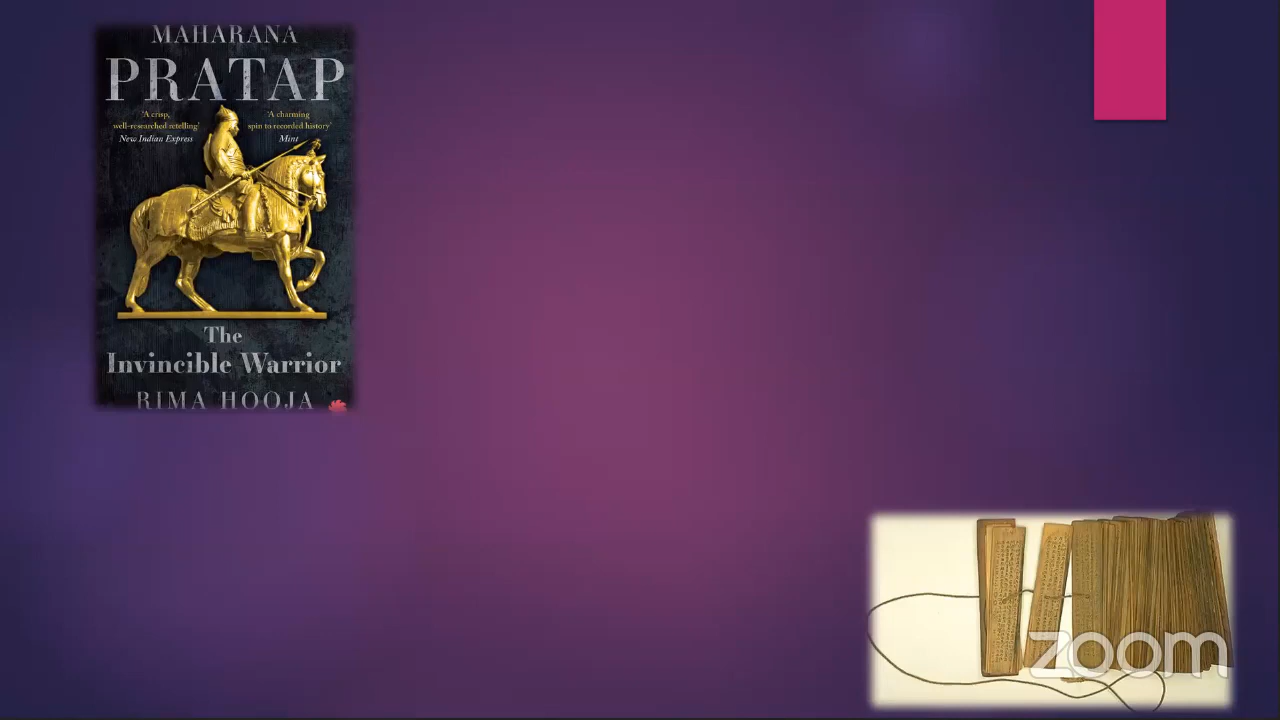 MAHARANA
PRATAP
'A crisp,
well-researched retelling'
New Indian Express
'A charming
spin to recorded history'
Mint
The
Invincible Warrior
RIMA HOOJA
zoom